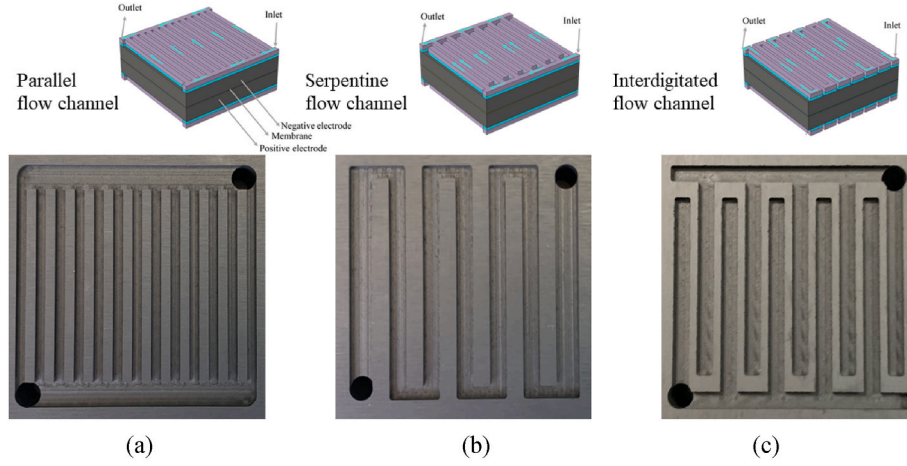 Outlet
Inlet
Parallel
flow channel
Negative electrode
Membrane
Positive electrode
Outlet
Inlet
Serpentine
flow channel
Outlet
Inlet
Interdigitated
flow channel
(a)
(b)
(c)